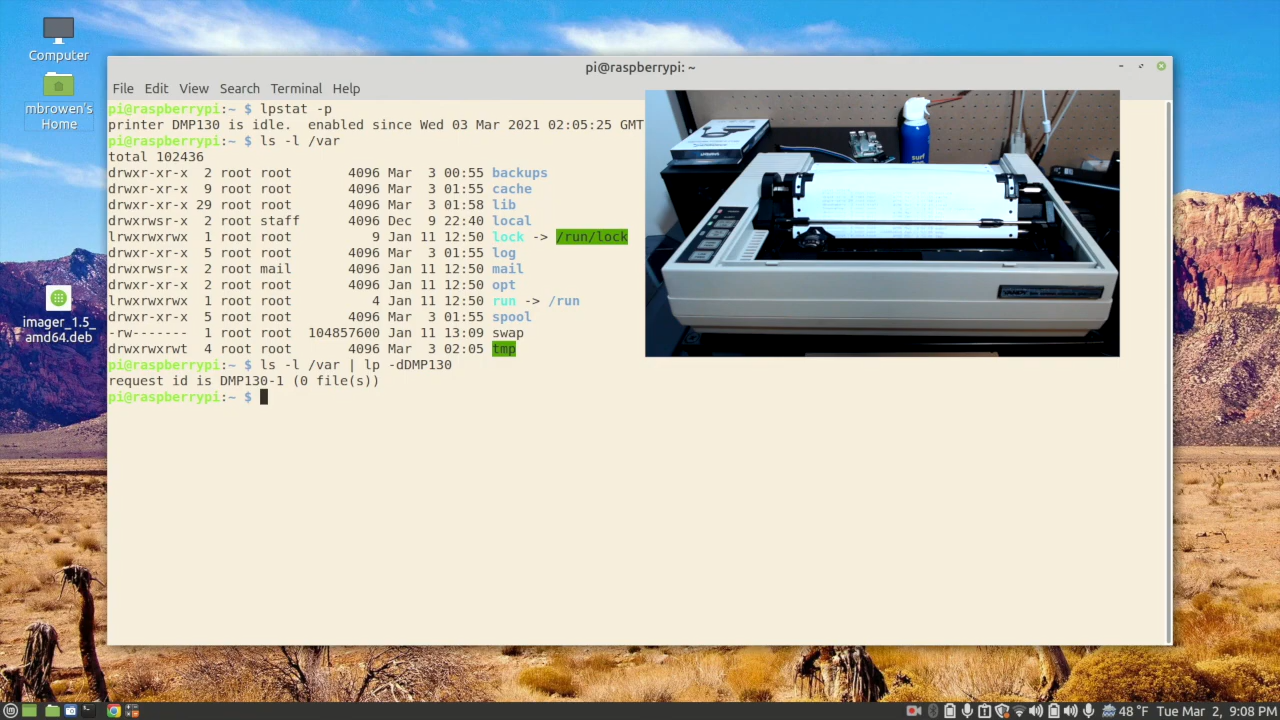 Computer
mbrowen's
Home
imager_1.5_
amd64.deb
pi@raspberrypi: ~
File Edit View Search Terminal Help
pi@raspberrypi:~ $ lpstat -p
printer DMP130 is idle.  enabled since Wed 03 Mar 2021 02:05:25 GMT
pi@raspberrypi:~ $ ls -l /var
total 102436
drwxr-xr-x  2 root root       4096 Mar  3 00:55 backups
drwxr-xr-x  9 root root       4096 Mar  3 01:55 cache
drwxr-xr-x 29 root root       4096 Mar  3 01:58 lib
drwxrwsr-x  2 root staff      4096 Dec  9 22:40 local
lrwxrwxrwx  1 root root          9 Jan 11 12:50 lock -> /run/lock
drwxr-xr-x  5 root root       4096 Mar  3 01:55 log
drwxrwsr-x  2 root mail       4096 Jan 11 12:50 mail
drwxr-xr-x  2 root root       4096 Jan 11 12:50 opt
lrwxrwxrwx  1 root root          4 Jan 11 12:50 run -> /run
drwxr-xr-x  5 root root       4096 Mar  3 01:55 spool
-rw-------  1 root root  104857600 Jan 11 13:09 swap
drwxrwxrwt  4 root root       4096 Mar  3 02:05 tmp
pi@raspberrypi:~ $ ls -l /var | lp -dDMP130
request id is DMP130-1 (0 file(s))
pi@raspberrypi:~ $
surf
48 °F Tue Mar 2, 9:08 PM